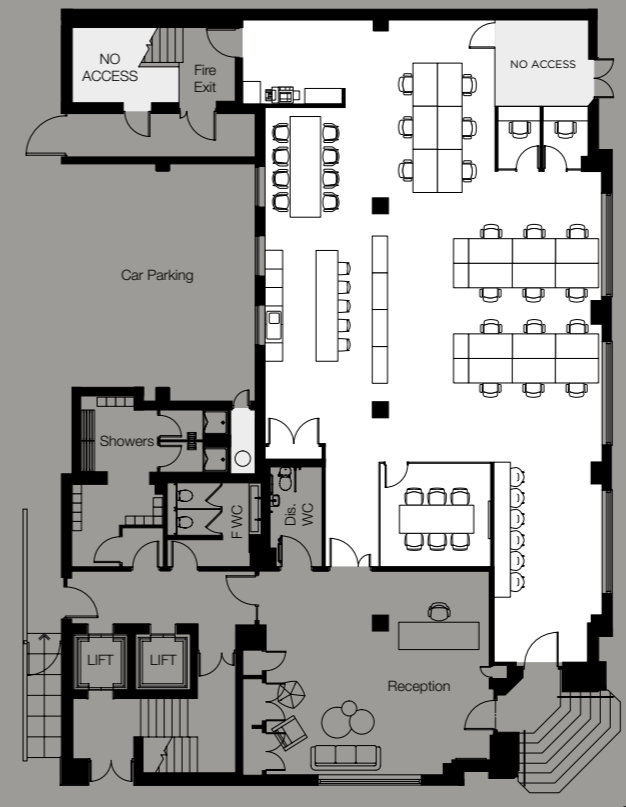 NO
ACCESS
Fire
Exit
NO ACCESS
Car Parking
Showers
F WC
Dis.
WC
LIFT
LIFT
Reception